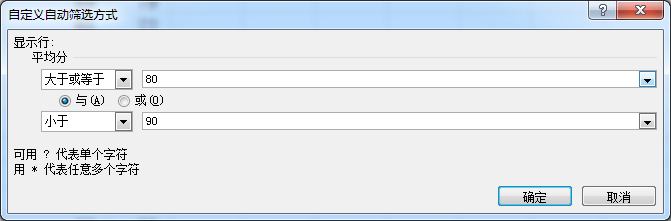 自定义自动筛选方式
显示行:
平均分
大于或等于 80
与(A) 或(O)
小于 90
可用 ? 代表单个字符
用 * 代表任意多个字符
确定 取消